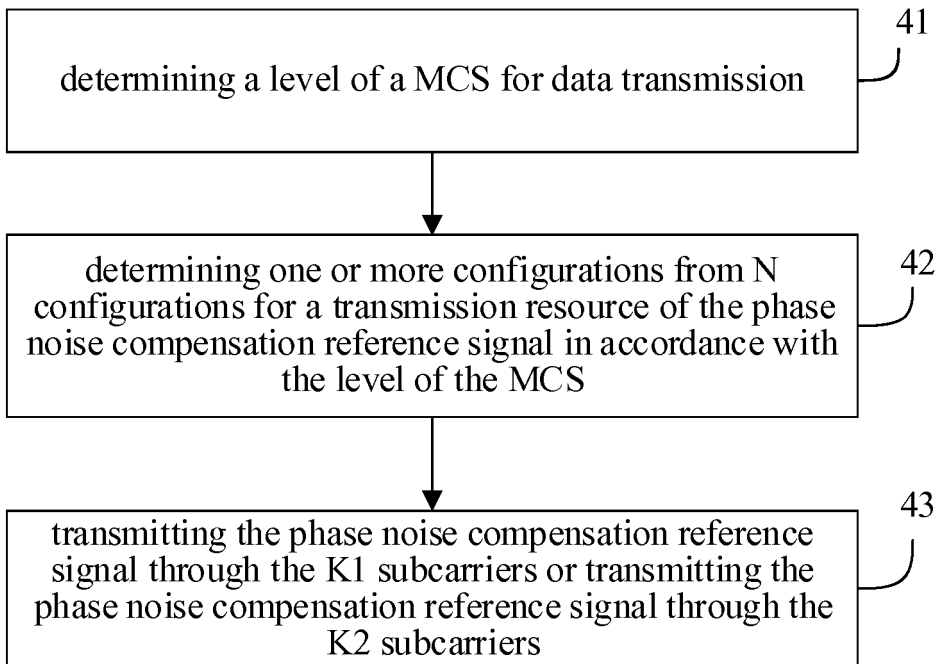 41
determining a level of a MCS for data transmission
42
determining one or more configurations from N
configurations for a transmission resource of the phase
noise compensation reference signal in accordance with
the level of the MCS
43
transmitting the phase noise compensation reference
signal through the K1 subcarriers or transmitting the
phase noise compensation reference signal through the
K2 subcarriers